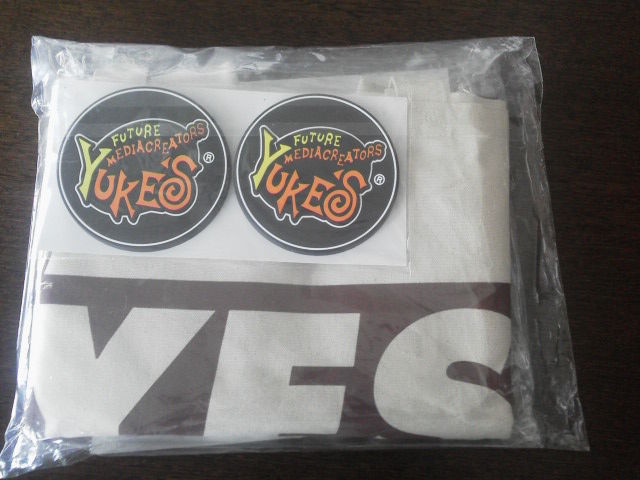 FUTURE
MEDIACREATORS
YUKE'S ®
FUTURE
MEDIACREATORS
YUKE'S ®
YES